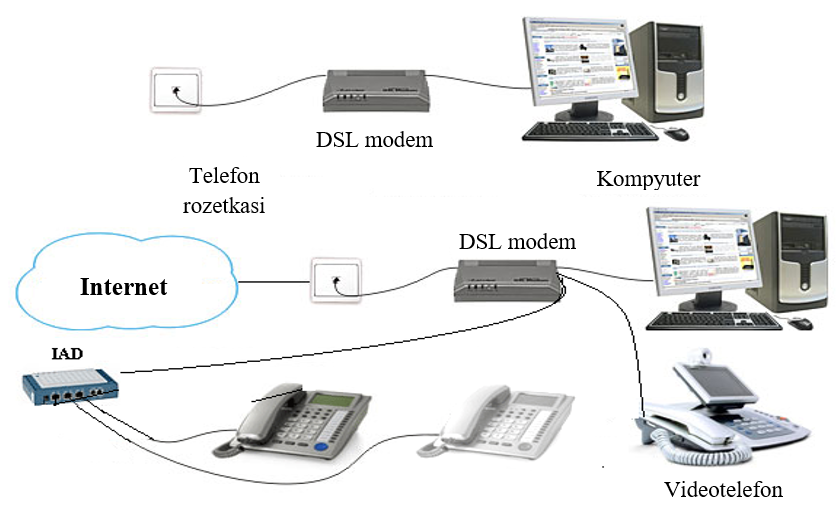 DSL modem
Telefon
rozetkasi
Kompyuter
DSL modem
Internet
IAD
Videotelefon